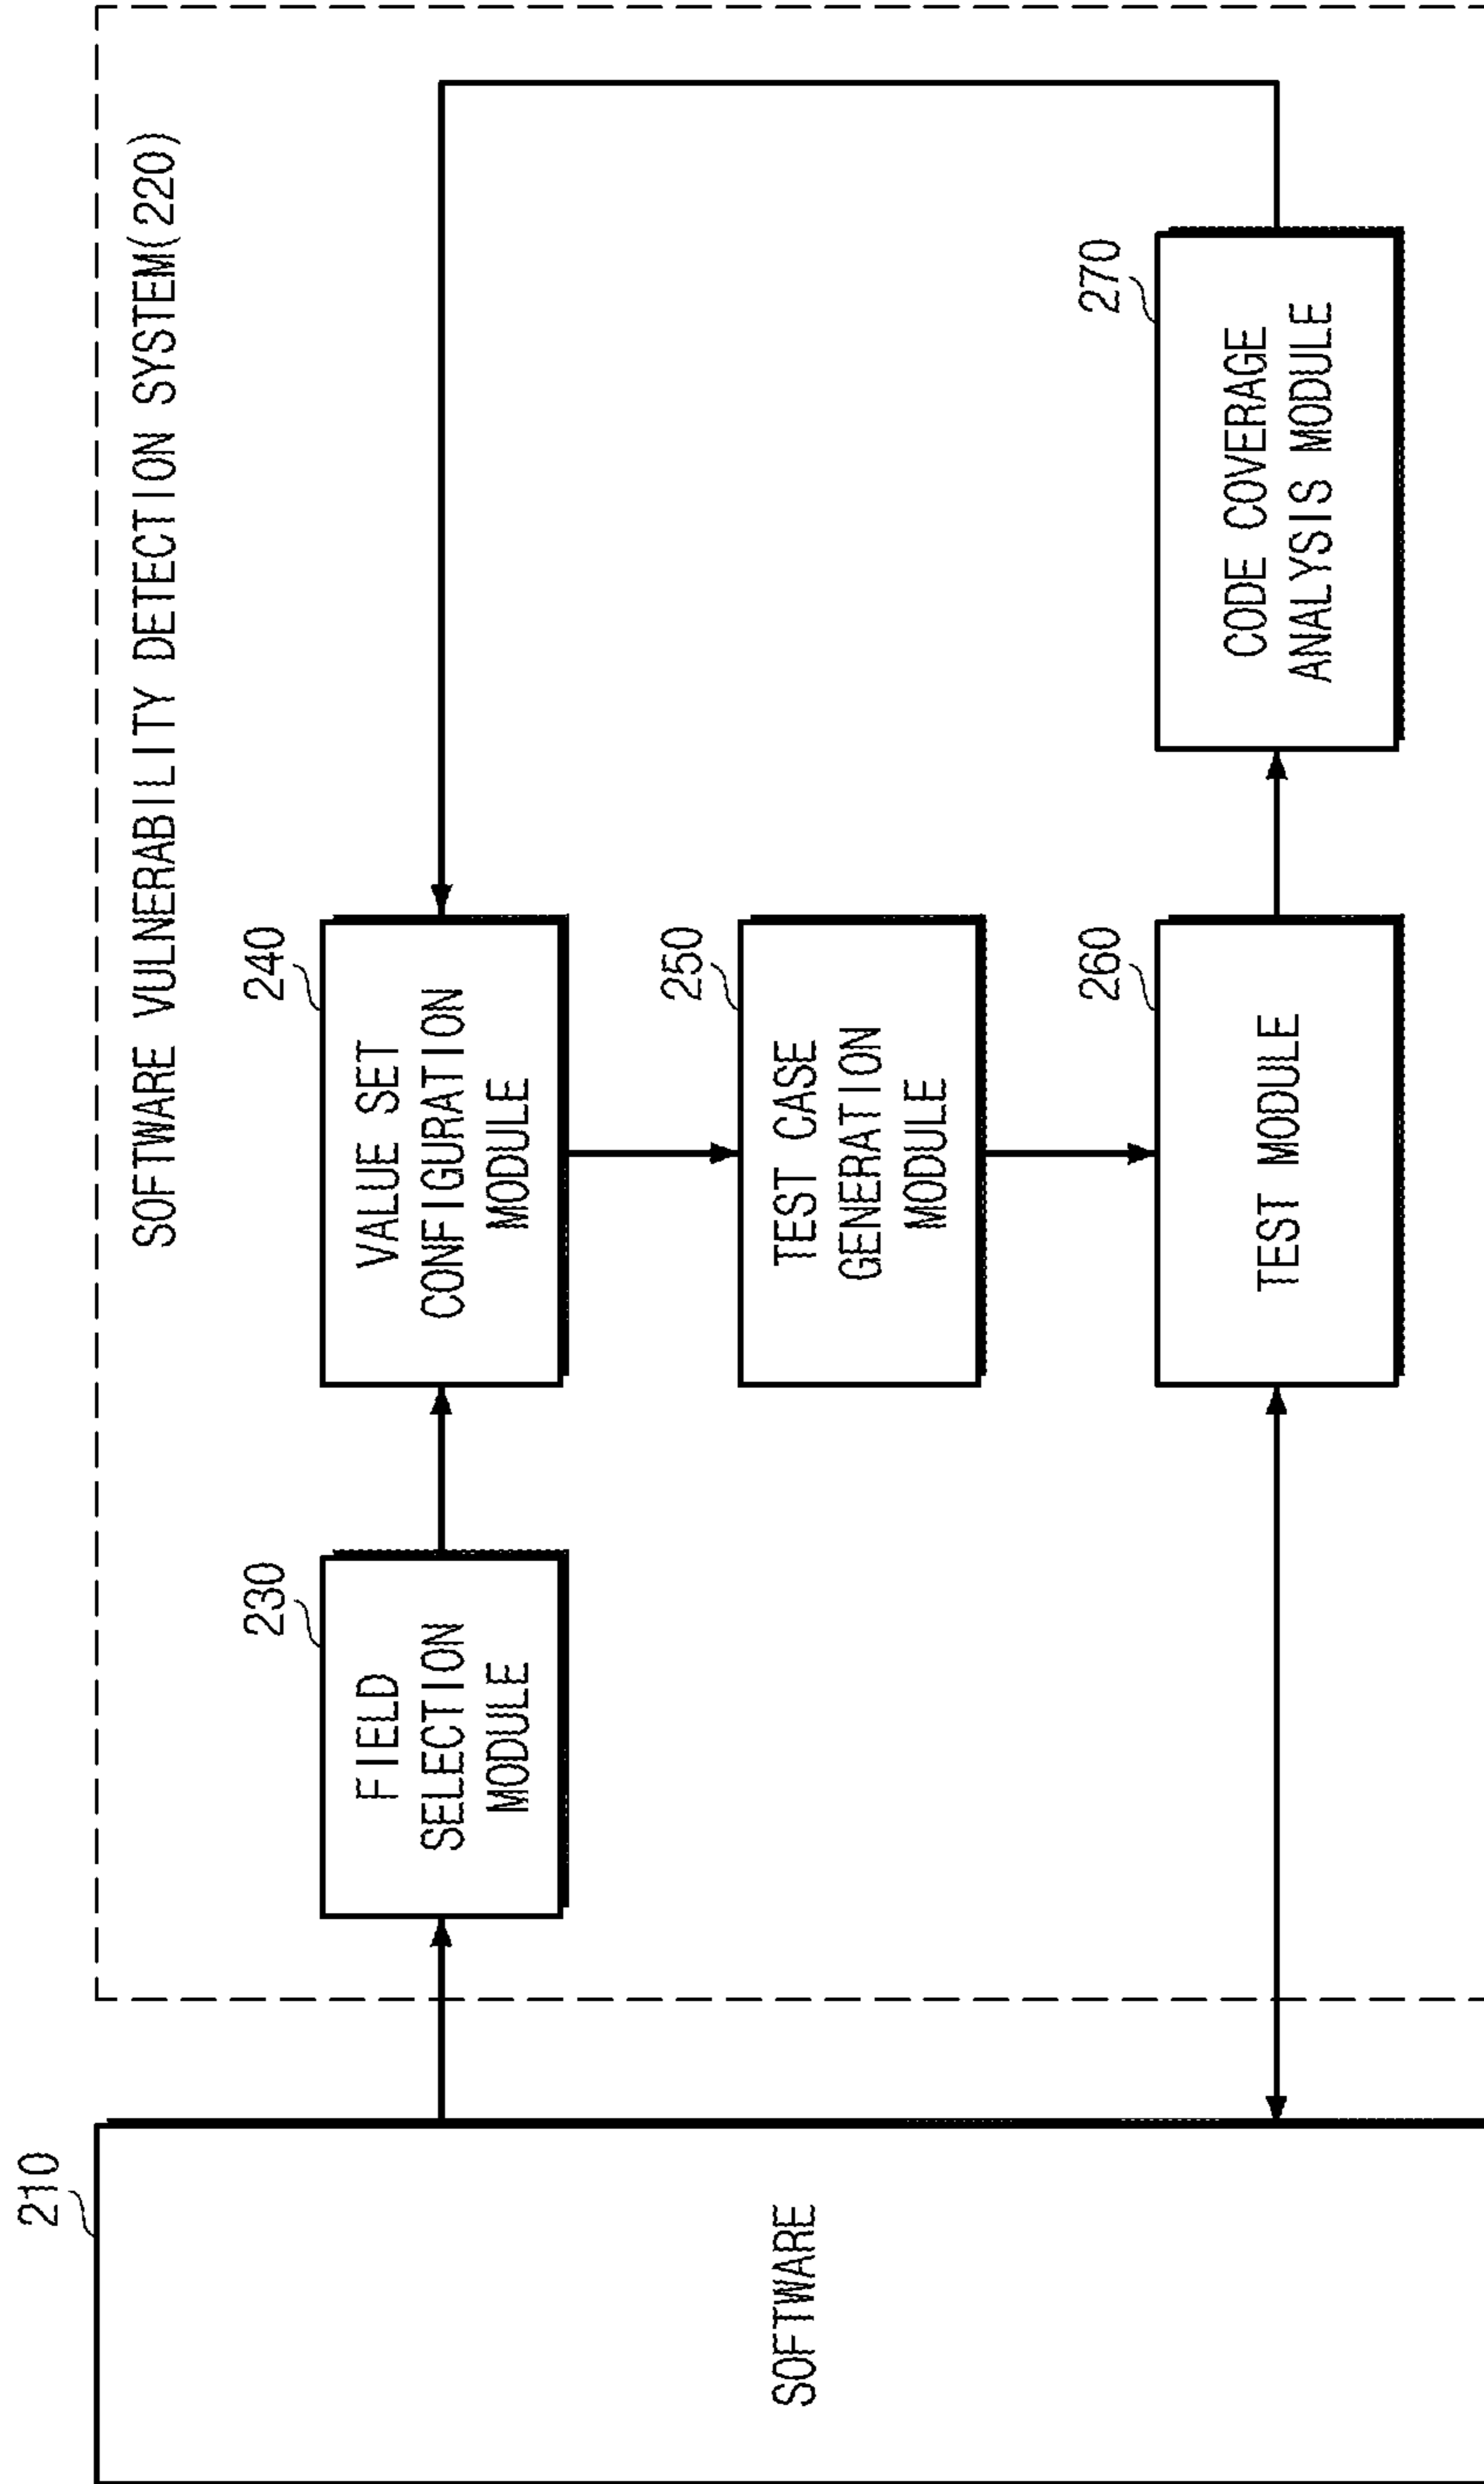 SOFTWARE VULNERABILITY DETECTION SYSTEM(220)
210
SOFTWARE
230
FIELD
SELECTION
MODULE
240
VALUE SET
CONFIGURATION
MODULE
250
TEST CASE
GENERATION
MODULE
260
TEST MODULE
270
CODE COVERAGE
ANALYSIS MODULE